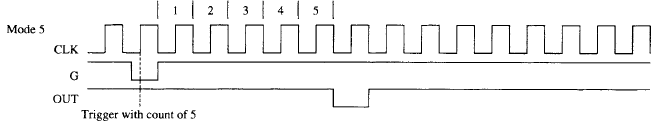 1 2 3 4 5
Mode 5
CLK
G
OUT
Trigger with count of 5